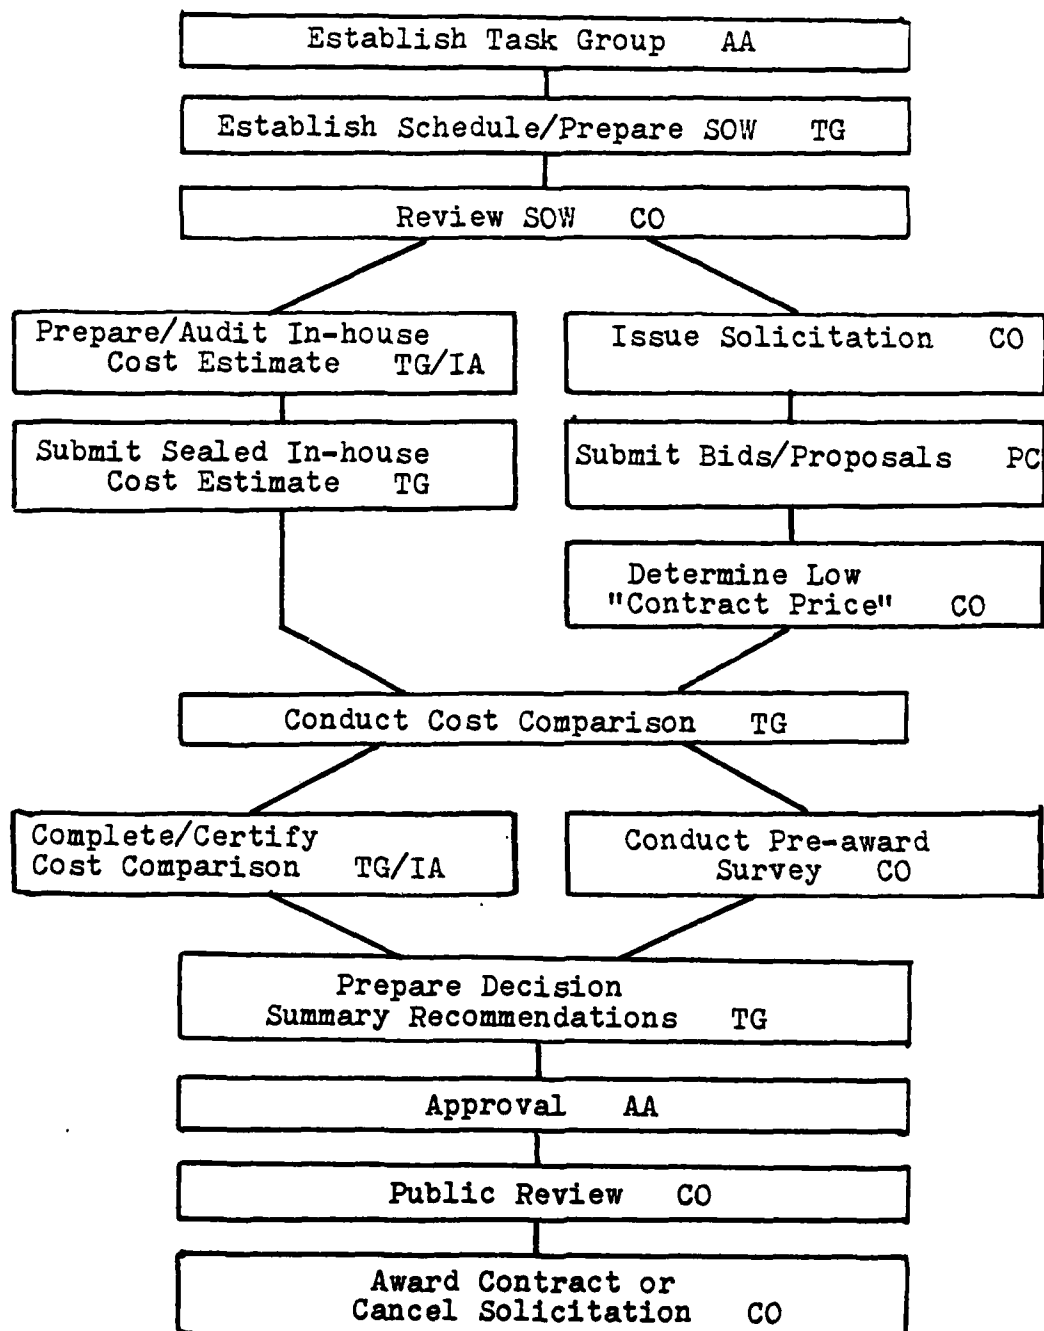 Establish Task Group AA
Establish Schedule/Prepare SOW TG
Review SOW CO
Prepare/Audit In-house
Cost Estimate TG/IA
Issue Solicitation CO
Submit Sealed In-house
Cost Estimate TG
Submit Bids/Proposals PC
Determine Low
"Contract Price" CO
Conduct Cost Comparison TG
Complete/Certify
Cost Comparison TG/IA
Conduct Pre-award
Survey CO
Prepare Decision
Summary Recommendations TG
Approval AA
Public Review CO
Award Contract or
Cancel Solicitation CO